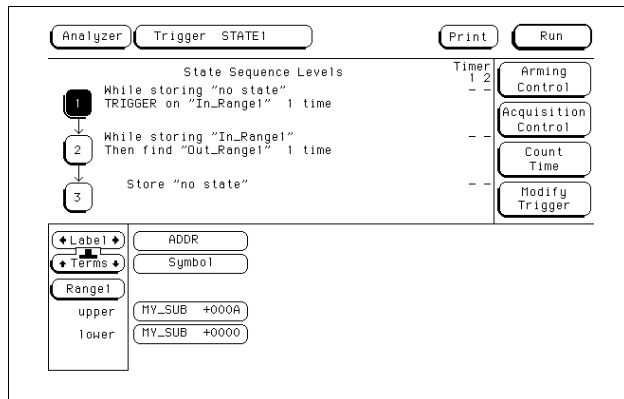 Analyzer Trigger STATE1 Print Run
State Sequence Levels
Timer
1 2
1
While storing "no state"
TRIGGER on "In_Range1" 1 time
- -
2
While storing "In_Range1"
Then find "Out_Range1" 1 time
- -
3
Store "no state"
- -
Arming
Control
Acquisition
Control
Count
Time
Modify
Trigger
Label ADDR
Terms Symbol
Range1
upper MY_SUB +000A
lower MY_SUB +0000